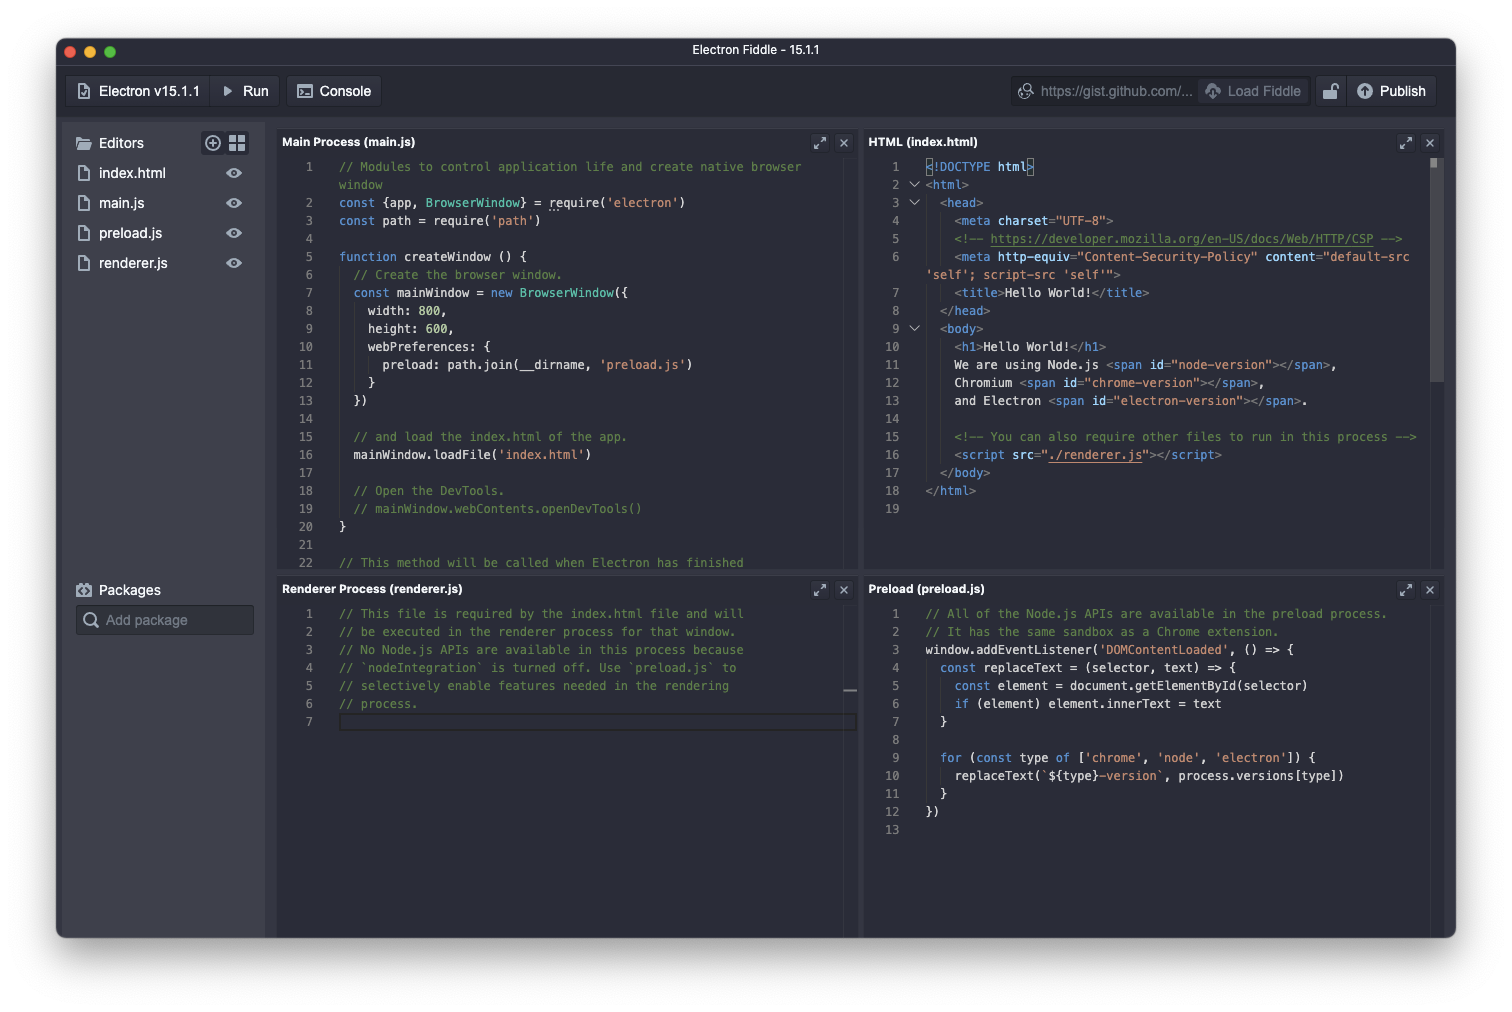 Electron Fiddle - 15.1.1
Electron v15.1.1
Run
Console
https://gist.github.com/...
Load Fiddle
Publish
Editors
index.html
main.js
preload.js
renderer.js
Packages
Add package
Main Process (main.js)
1 // Modules to control application life and create native browser
window
2 const {app, BrowserWindow} = require('electron')
3 const path = require('path')
4
5 function createWindow () {
6 // Create the browser window.
7 const mainWindow = new BrowserWindow({
8 width: 800,
9 height: 600,
10 webPreferences: {
11 preload: path.join(__dirname, 'preload.js')
12 }
13 })
14
15 // and load the index.html of the app.
16 mainWindow.loadFile('index.html')
17
18 // Open the DevTools.
19 // mainWindow.webContents.openDevTools()
20 }
21
22 // This method will be called when Electron has finished
HTML (index.html)
1 <!DOCTYPE html>
2 <html>
3 <head>
4 <meta charset="UTF-8">
5 <!-- https://developer.mozilla.org/en-US/docs/Web/HTTP/CSP -->
6 <meta http-equiv="Content-Security-Policy" content="default-src
'self'; script-src 'self'">
7 <title>Hello World!</title>
8 </head>
9 <body>
10 <h1>Hello World!</h1>
11 We are using Node.js <span id="node-version"></span>,
12 Chromium <span id="chrome-version"></span>,
13 and Electron <span id="electron-version"></span>.
14
15 <!-- You can also require other files to run in this process -->
16 <script src="./renderer.js"></script>
17 </body>
18 </html>
19
Renderer Process (renderer.js)
1 // This file is required by the index.html file and will
2 // be executed in the renderer process for that window.
3 // No Node.js APIs are available in this process because
4 // `nodeIntegration` is turned off. Use `preload.js` to
5 // selectively enable features needed in the rendering
6 // process.
7
Preload (preload.js)
1 // All of the Node.js APIs are available in the preload process.
2 // It has the same sandbox as a Chrome extension.
3 window.addEventListener('DOMContentLoaded', () => {
4 const replaceText = (selector, text) => {
5 const element = document.getElementById(selector)
6 if (element) element.innerText = text
7 }
8
9 for (const type of ['chrome', 'node', 'electron']) {
10 replaceText(`${type}-version`, process.versions[type])
11 }
12 })
13